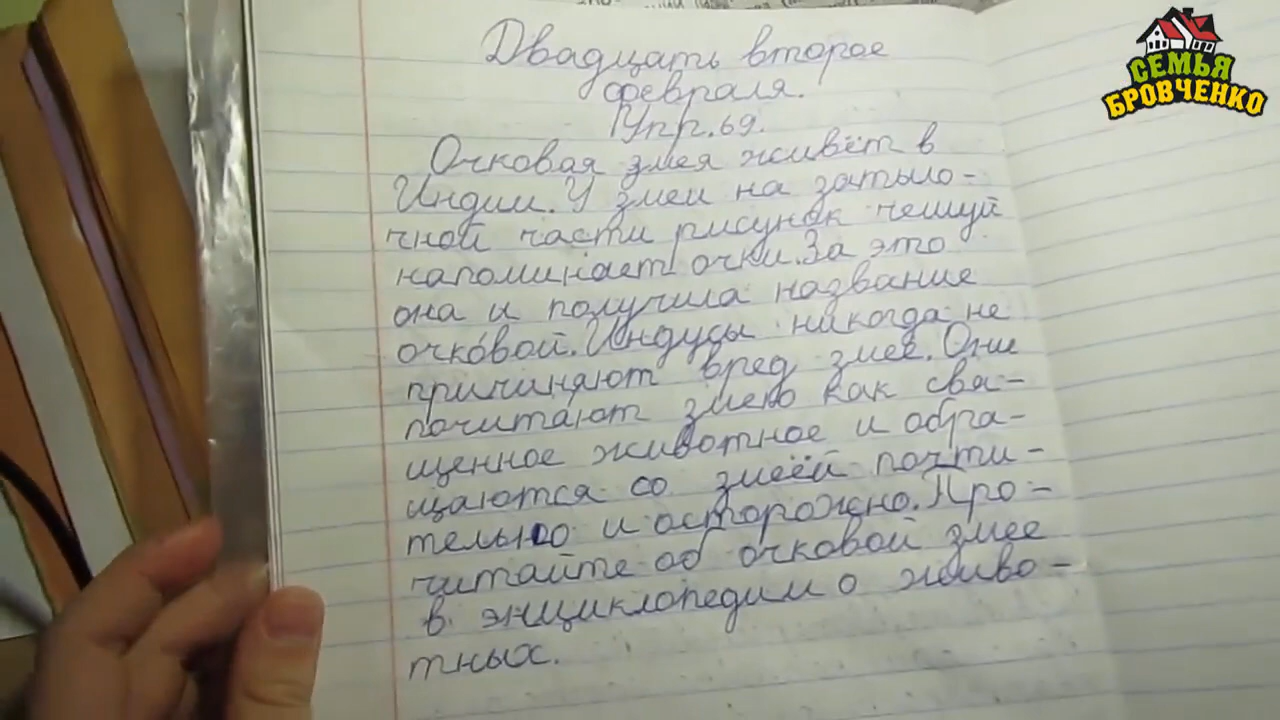 СЕМЬЯ
БРОВЧЕНКО
Двадцать второе
февраля.
Упр. 69.
Очковая змея живёт в
Индии. У змеи на затыло-
чной части рисунок чешуй
напоминает очки. За это
она и получила название
очко́вой. Индусы никогда не
причиняют вред змее. Они
почитают змею как свя-
щенное животное и обра-
щаются со змеёй почти-
тельно и осторожно. Про-
читайте об очковой змее
в энциклопедии о живо-
тных.